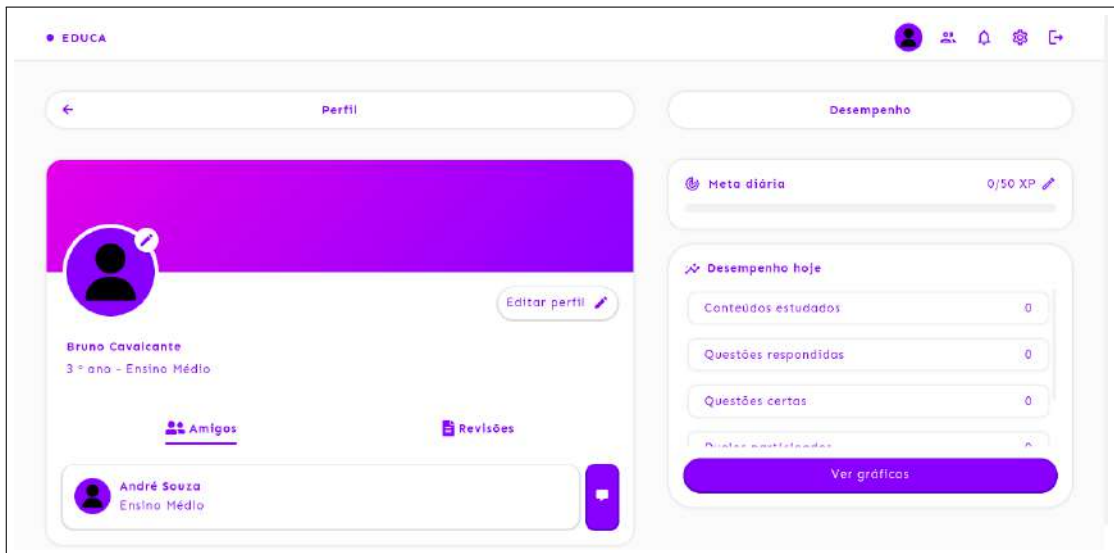 EDUCA
Perfil
Editar perfil
Bruno Cavalcante
3 º ano - Ensino Médio
Amigos
Revisões
André Souza
Ensino Médio
Desempenho
Meta diária
0/50 XP
Desempenho hoje
Conteúdos estudados 0
Questões respondidas 0
Questões certas 0
Ver gráficos